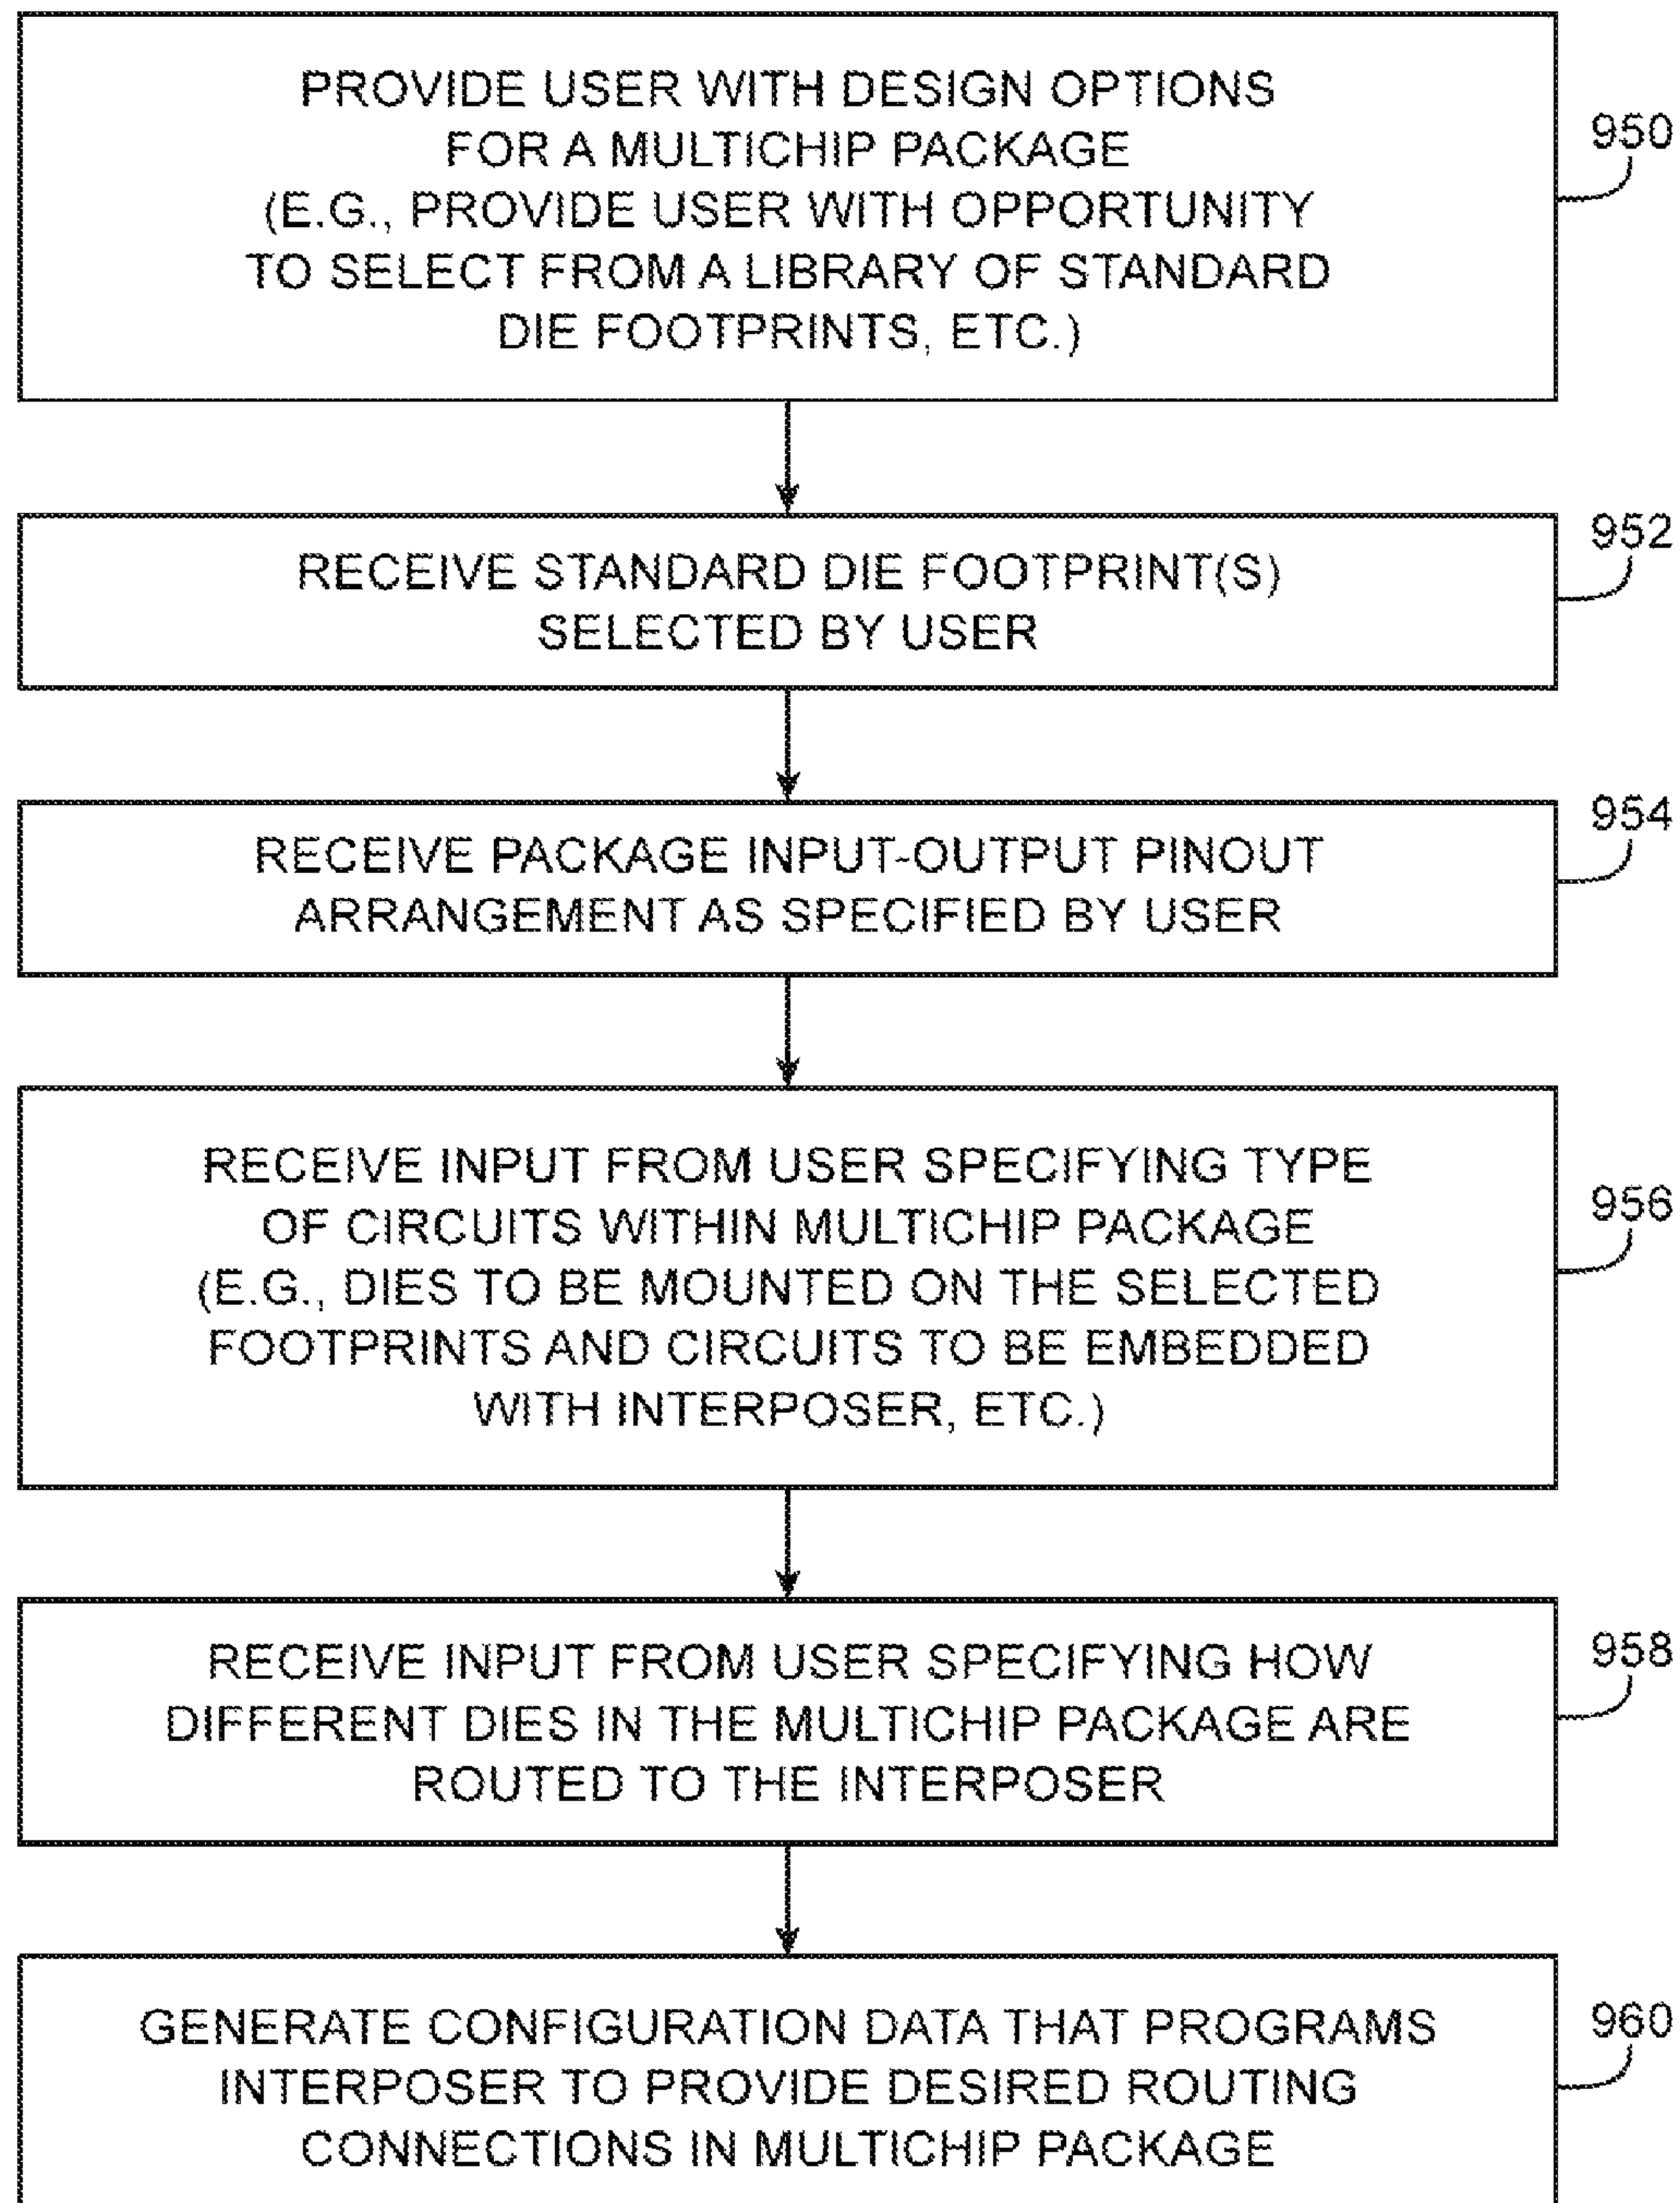 PROVIDE USER WITH DESIGN OPTIONS
FOR A MULTICHIP PACKAGE
(E.G., PROVIDE USER WITH OPPORTUNITY
TO SELECT FROM A LIBRARY OF STANDARD
DIE FOOTPRINTS, ETC.)
950
RECEIVE STANDARD DIE FOOTPRINT(S)
SELECTED BY USER
952
RECEIVE PACKAGE INPUT-OUTPUT PINOUT
ARRANGEMENT AS SPECIFIED BY USER
954
RECEIVE INPUT FROM USER SPECIFYING TYPE
OF CIRCUITS WITHIN MULTICHIP PACKAGE
(E.G., DIES TO BE MOUNTED ON THE SELECTED
FOOTPRINTS AND CIRCUITS TO BE EMBEDDED
WITH INTERPOSER, ETC.)
956
RECEIVE INPUT FROM USER SPECIFYING HOW
DIFFERENT DIES IN THE MULTICHIP PACKAGE ARE
ROUTED TO THE INTERPOSER
958
GENERATE CONFIGURATION DATA THAT PROGRAMS
INTERPOSER TO PROVIDE DESIRED ROUTING
CONNECTIONS IN MULTICHIP PACKAGE
960